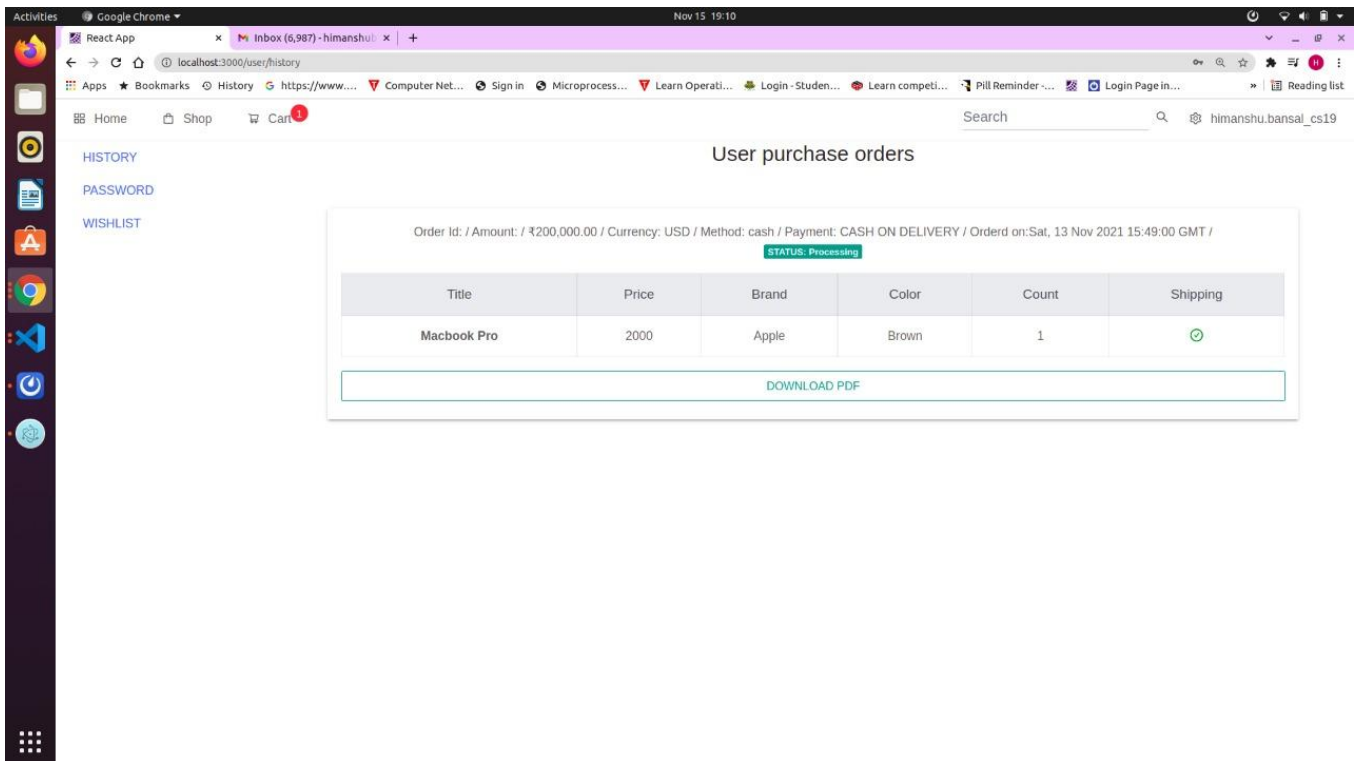 Activities Google Chrome Nov 15 19:10
React App Inbox (6,987) - himanshub
localhost:3000/user/history
Apps Bookmarks History https://www.... Computer Net... Sign in Microprocess... Learn Operati... Login - Studen... Learn competi... Pill Reminder -... Login Page in... » Reading list
Home Shop Cart 1 Search himanshu.bansal_cs19
HISTORY
PASSWORD
WISHLIST
User purchase orders
Order Id: / Amount: / ₹200,000.00 / Currency: USD / Method: cash / Payment: CASH ON DELIVERY / Orderd on:Sat, 13 Nov 2021 15:49:00 GMT /
STATUS: Processing
Title Price Brand Color Count Shipping
Macbook Pro 2000 Apple Brown 1
DOWNLOAD PDF